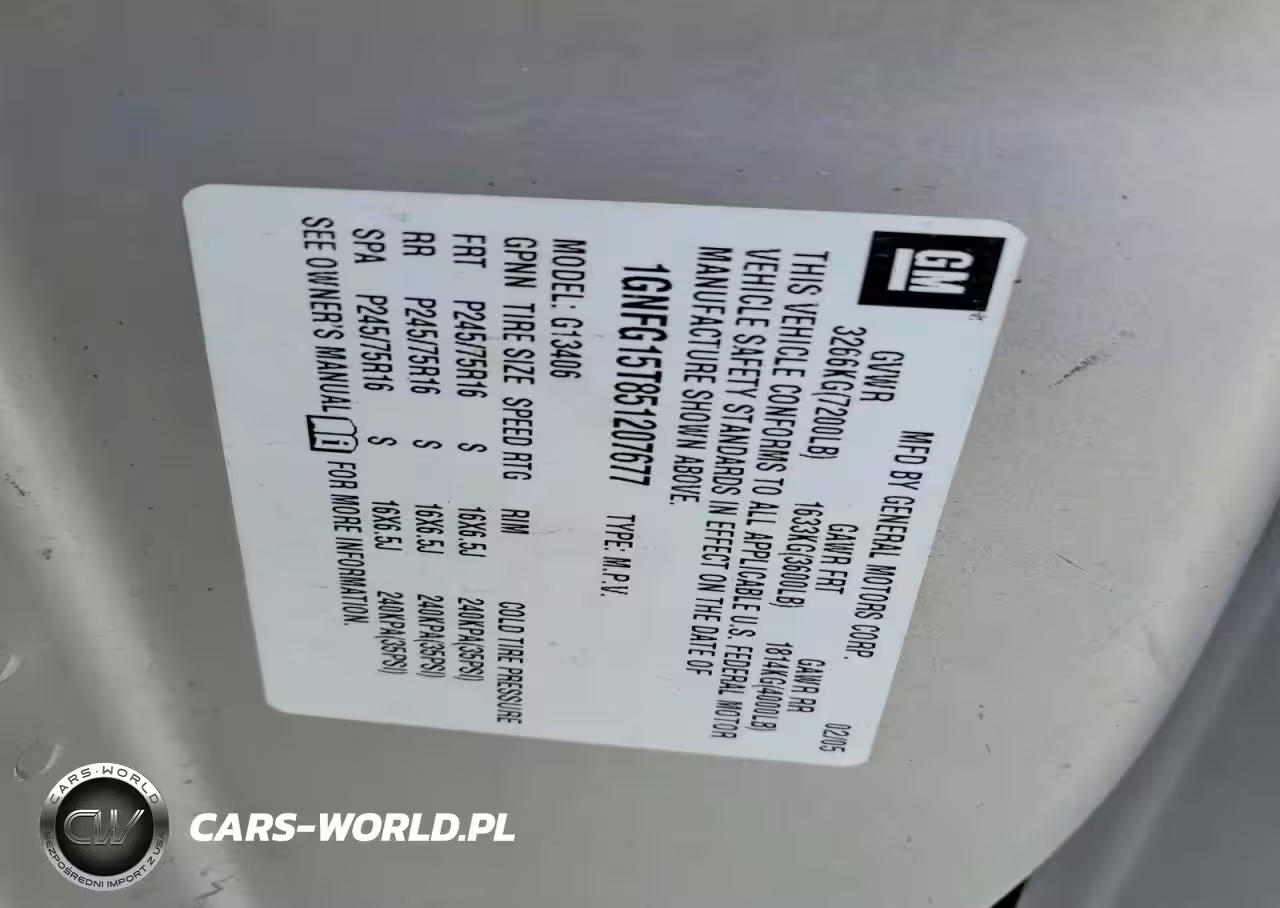 GM
MFD BY GENERAL MOTORS CORP. 02/05
GVWR GAWR FRT GAWR RR
3266KG(7200LB) 1633KG(3600LB) 1814KG(4000LB)
THIS VEHICLE CONFORMS TO ALL APPLICABLE U.S. FEDERAL MOTOR
VEHICLE SAFETY STANDARDS IN EFFECT ON THE DATE OF
MANUFACTURE SHOWN ABOVE.
1GNFG15T851207677 TYPE: M.P.V.
MODEL: G13406
GPNN TIRE SIZE SPEED RTG RIM COLD TIRE PRESSURE
FRT P245/75R16 S 16X6.5J 240KPA(35PSI)
RR P245/75R16 S 16X6.5J 240KPA(35PSI)
SPA P245/75R16 S 16X6.5J 240KPA(35PSI)
SEE OWNER'S MANUAL FOR MORE INFORMATION.
CARS-WORLD
CW
BEZPOŚREDNI IMPORT Z USA
CARS-WORLD.PL